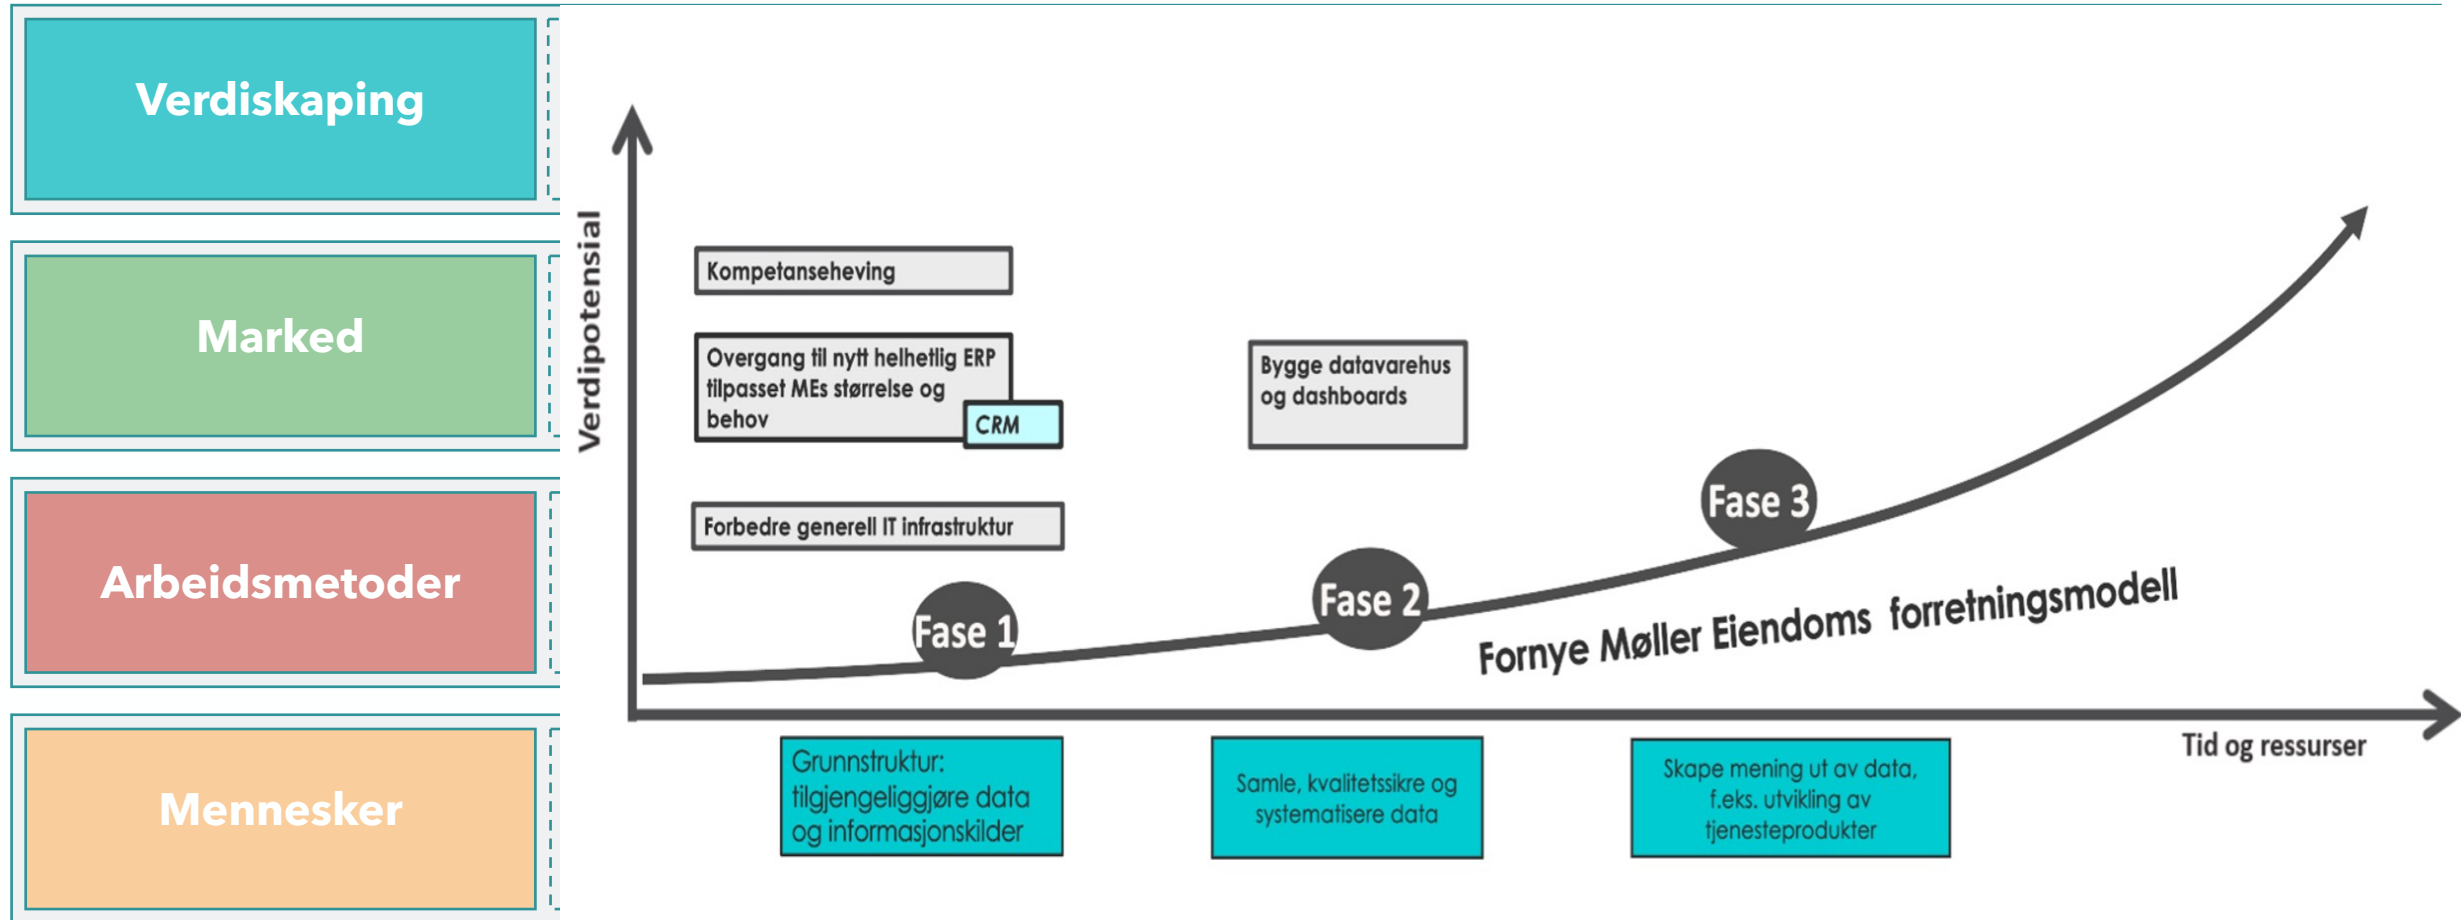 Verdiskaping
Marked
Arbeidsmetoder
Mennesker
Verdipotensial
Kompetanseheving
Overgang til nytt helhetlig ERP
tilpasset MEs størrelse og
behov
CRM
Forbedre generell IT infrastruktur
Bygge datavarehus
og dashboards
Fase 1
Fase 2
Fase 3
Fornye Møller Eiendoms forretningsmodell
Tid og ressurser
Grunnstruktur:
tilgjengeliggjøre data
og informasjonskilder
Samle, kvalitetssikre og
systematisere data
Skape mening ut av data,
f.eks. utvikling av
tjenesteprodukter